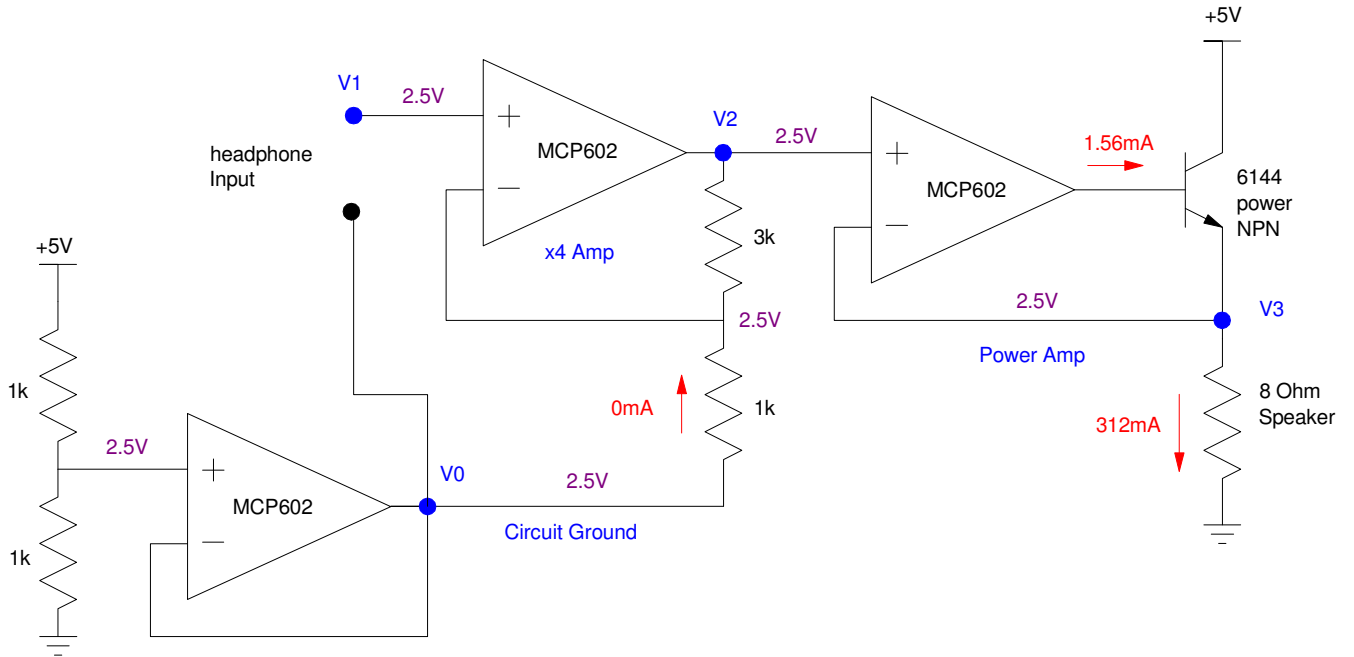 +5V
V1
2.5V
V2
2.5V
1.56mA
MCP602
MCP602
headphone
Input
6144
power
NPN
3k
x4 Amp
+5V
2.5V
2.5V
V3
Power Amp
1k
0mA
1k
8 Ohm
Speaker
312mA
2.5V
V0
2.5V
MCP602
Circuit Ground
1k